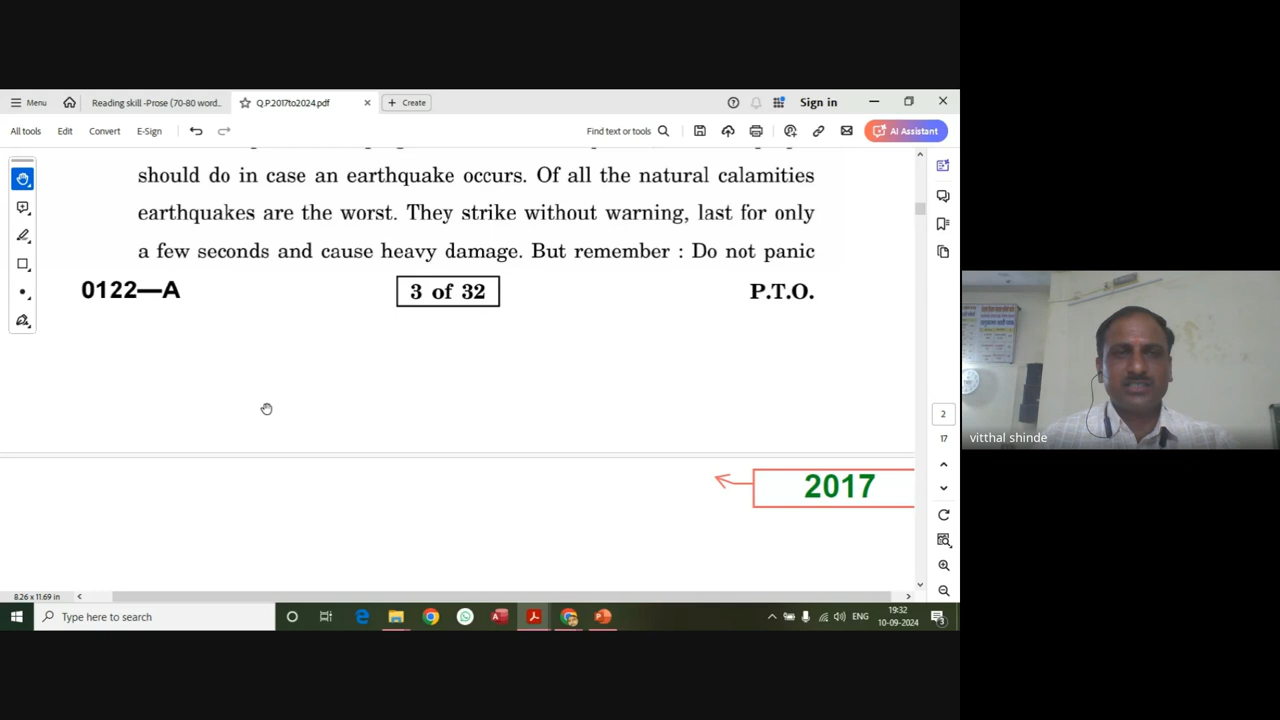 Menu
Reading skill -Prose (70-80 word..
Q.P.2017to2024.pdf
Create
Sign in
All tools
Edit
Convert
E-Sign
Find text or tools
AI Assistant
should do in case an earthquake occurs. Of all the natural calamities
earthquakes are the worst. They strike without warning, last for only
a few seconds and cause heavy damage. But remember : Do not panic
0122—A
3 of 32
P.T.O.
2
17
vitthal shinde
2017
8.26 x 11.69 in
Type here to search
ENG
19:32
10-09-2024
3